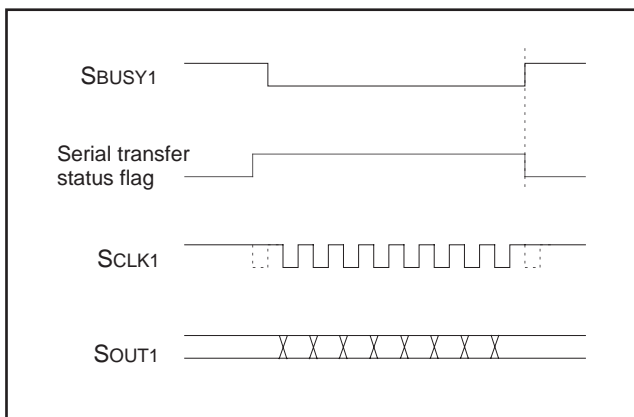 SBUSY1
Serial transfer
status flag
SCLK1
SOUT1